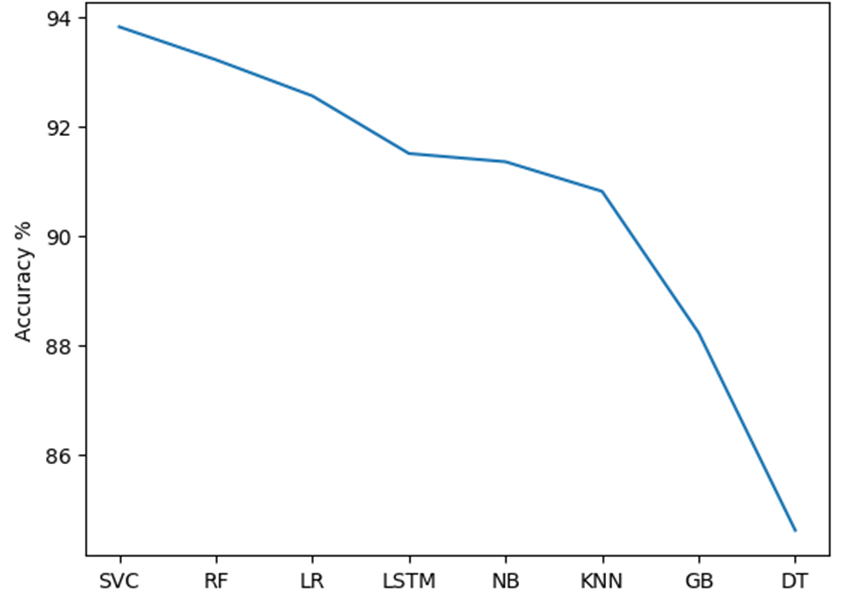 94
92
90
88
86
Accuracy %
SVC RF LR LSTM NB KNN GB DT